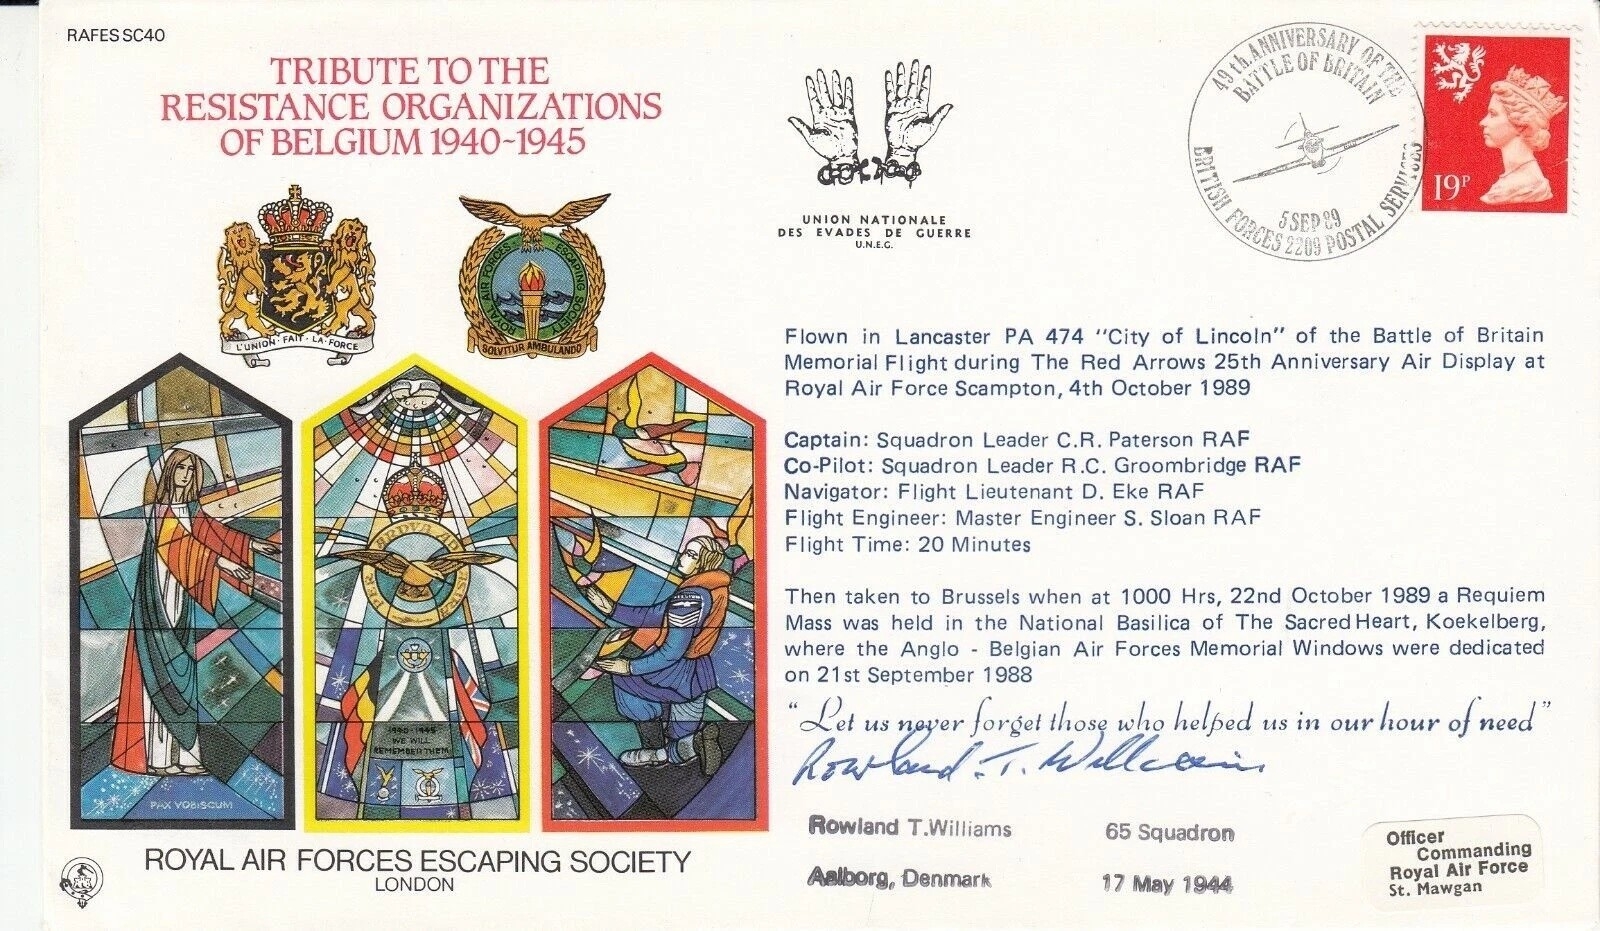 RAFES SC40
TRIBUTE TO THE
RESISTANCE ORGANIZATIONS
OF BELGIUM 1940-1945
L'UNION · FAIT · LA · FORCE
ROYAL AIR FORCES ESCAPING SOCIETY
SOLVITUR AMBULANDO
1940-1945
WE WILL
REMEMBER THEM
PAX VOBISCUM
ROYAL AIR FORCES ESCAPING SOCIETY
LONDON
UNION NATIONALE
DES EVADES DE GUERRE
U.N.E.G.
49th. ANNIVERSARY OF THE
BATTLE OF BRITAIN
5 SEP 89
BRITISH FORCES 2209 POSTAL SERVICES
19P
Flown in Lancaster PA 474 "City of Lincoln" of the Battle of Britain
Memorial Flight during The Red Arrows 25th Anniversary Air Display at
Royal Air Force Scampton, 4th October 1989
Captain: Squadron Leader C.R. Paterson RAF
Co-Pilot: Squadron Leader R.C. Groombridge RAF
Navigator: Flight Lieutenant D. Eke RAF
Flight Engineer: Master Engineer S. Sloan RAF
Flight Time: 20 Minutes
Then taken to Brussels when at 1000 Hrs, 22nd October 1989 a Requiem
Mass was held in the National Basilica of The Sacred Heart, Koekelberg,
where the Anglo - Belgian Air Forces Memorial Windows were dedicated
on 21st September 1988
"Let us never forget those who helped us in our hour of need"
Rowland T. Williams
Rowland T.Williams 65 Squadron
Aalborg, Denmark 17 May 1944
Officer
Commanding
Royal Air Force
St. Mawgan